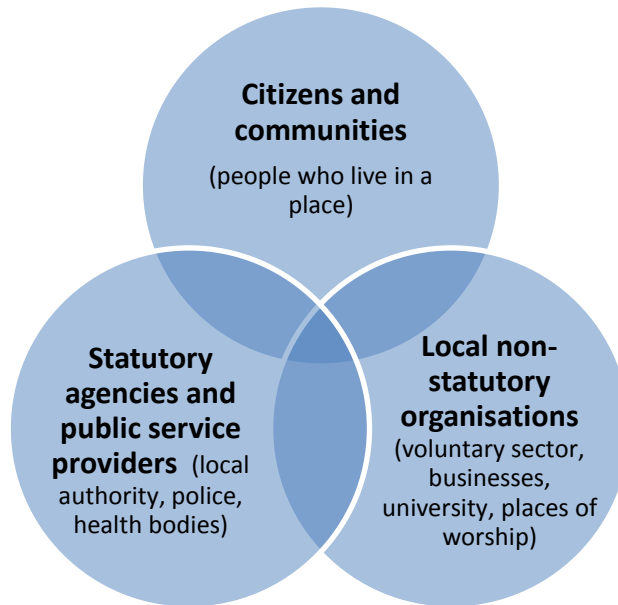 Citizens and
communities
(people who live in a
place)
Statutory
agencies and
public service
providers (local
authority, police,
health bodies)
Local non-
statutory
organisations
(voluntary sector,
businesses,
university, places of
worship)